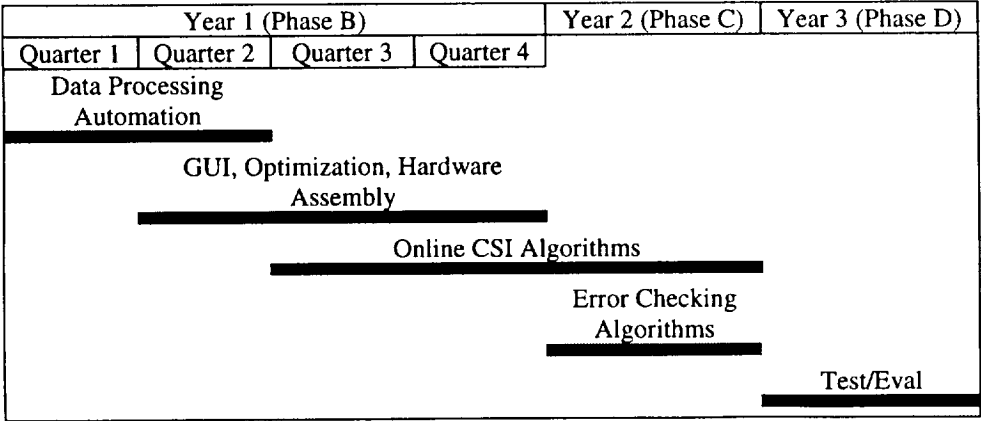 Year 1 (Phase B) Year 2 (Phase C) Year 3 (Phase D)
Quarter 1 Quarter 2 Quarter 3 Quarter 4
Data Processing
Automation
GUI, Optimization, Hardware
Assembly
Online CSI Algorithms
Error Checking
Algorithms
Test/Eval